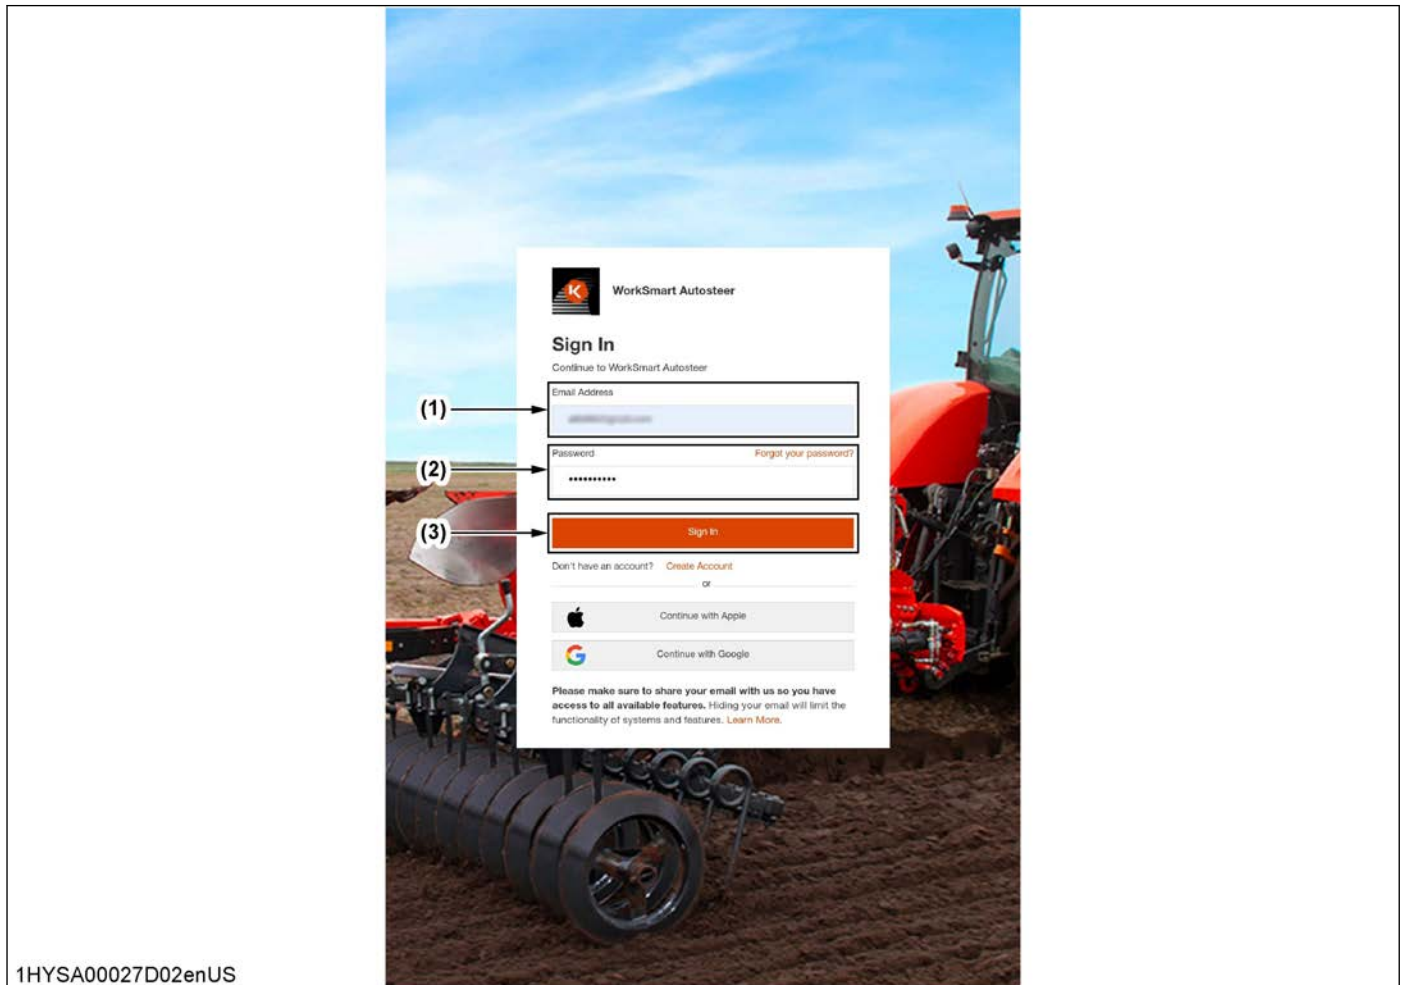 WorkSmart Autosteer
Sign In
Continue to WorkSmart Autosteer
Email Address
(1)
Password Forgot your password?
(2)
••••••••••
(3)
Sign In
Don't have an account? Create Account
or
Continue with Apple
Continue with Google
Please make sure to share your email with us so you have
access to all available features. Hiding your email will limit the
functionality of systems and features. Learn More.
1HYSA00027D02enUS